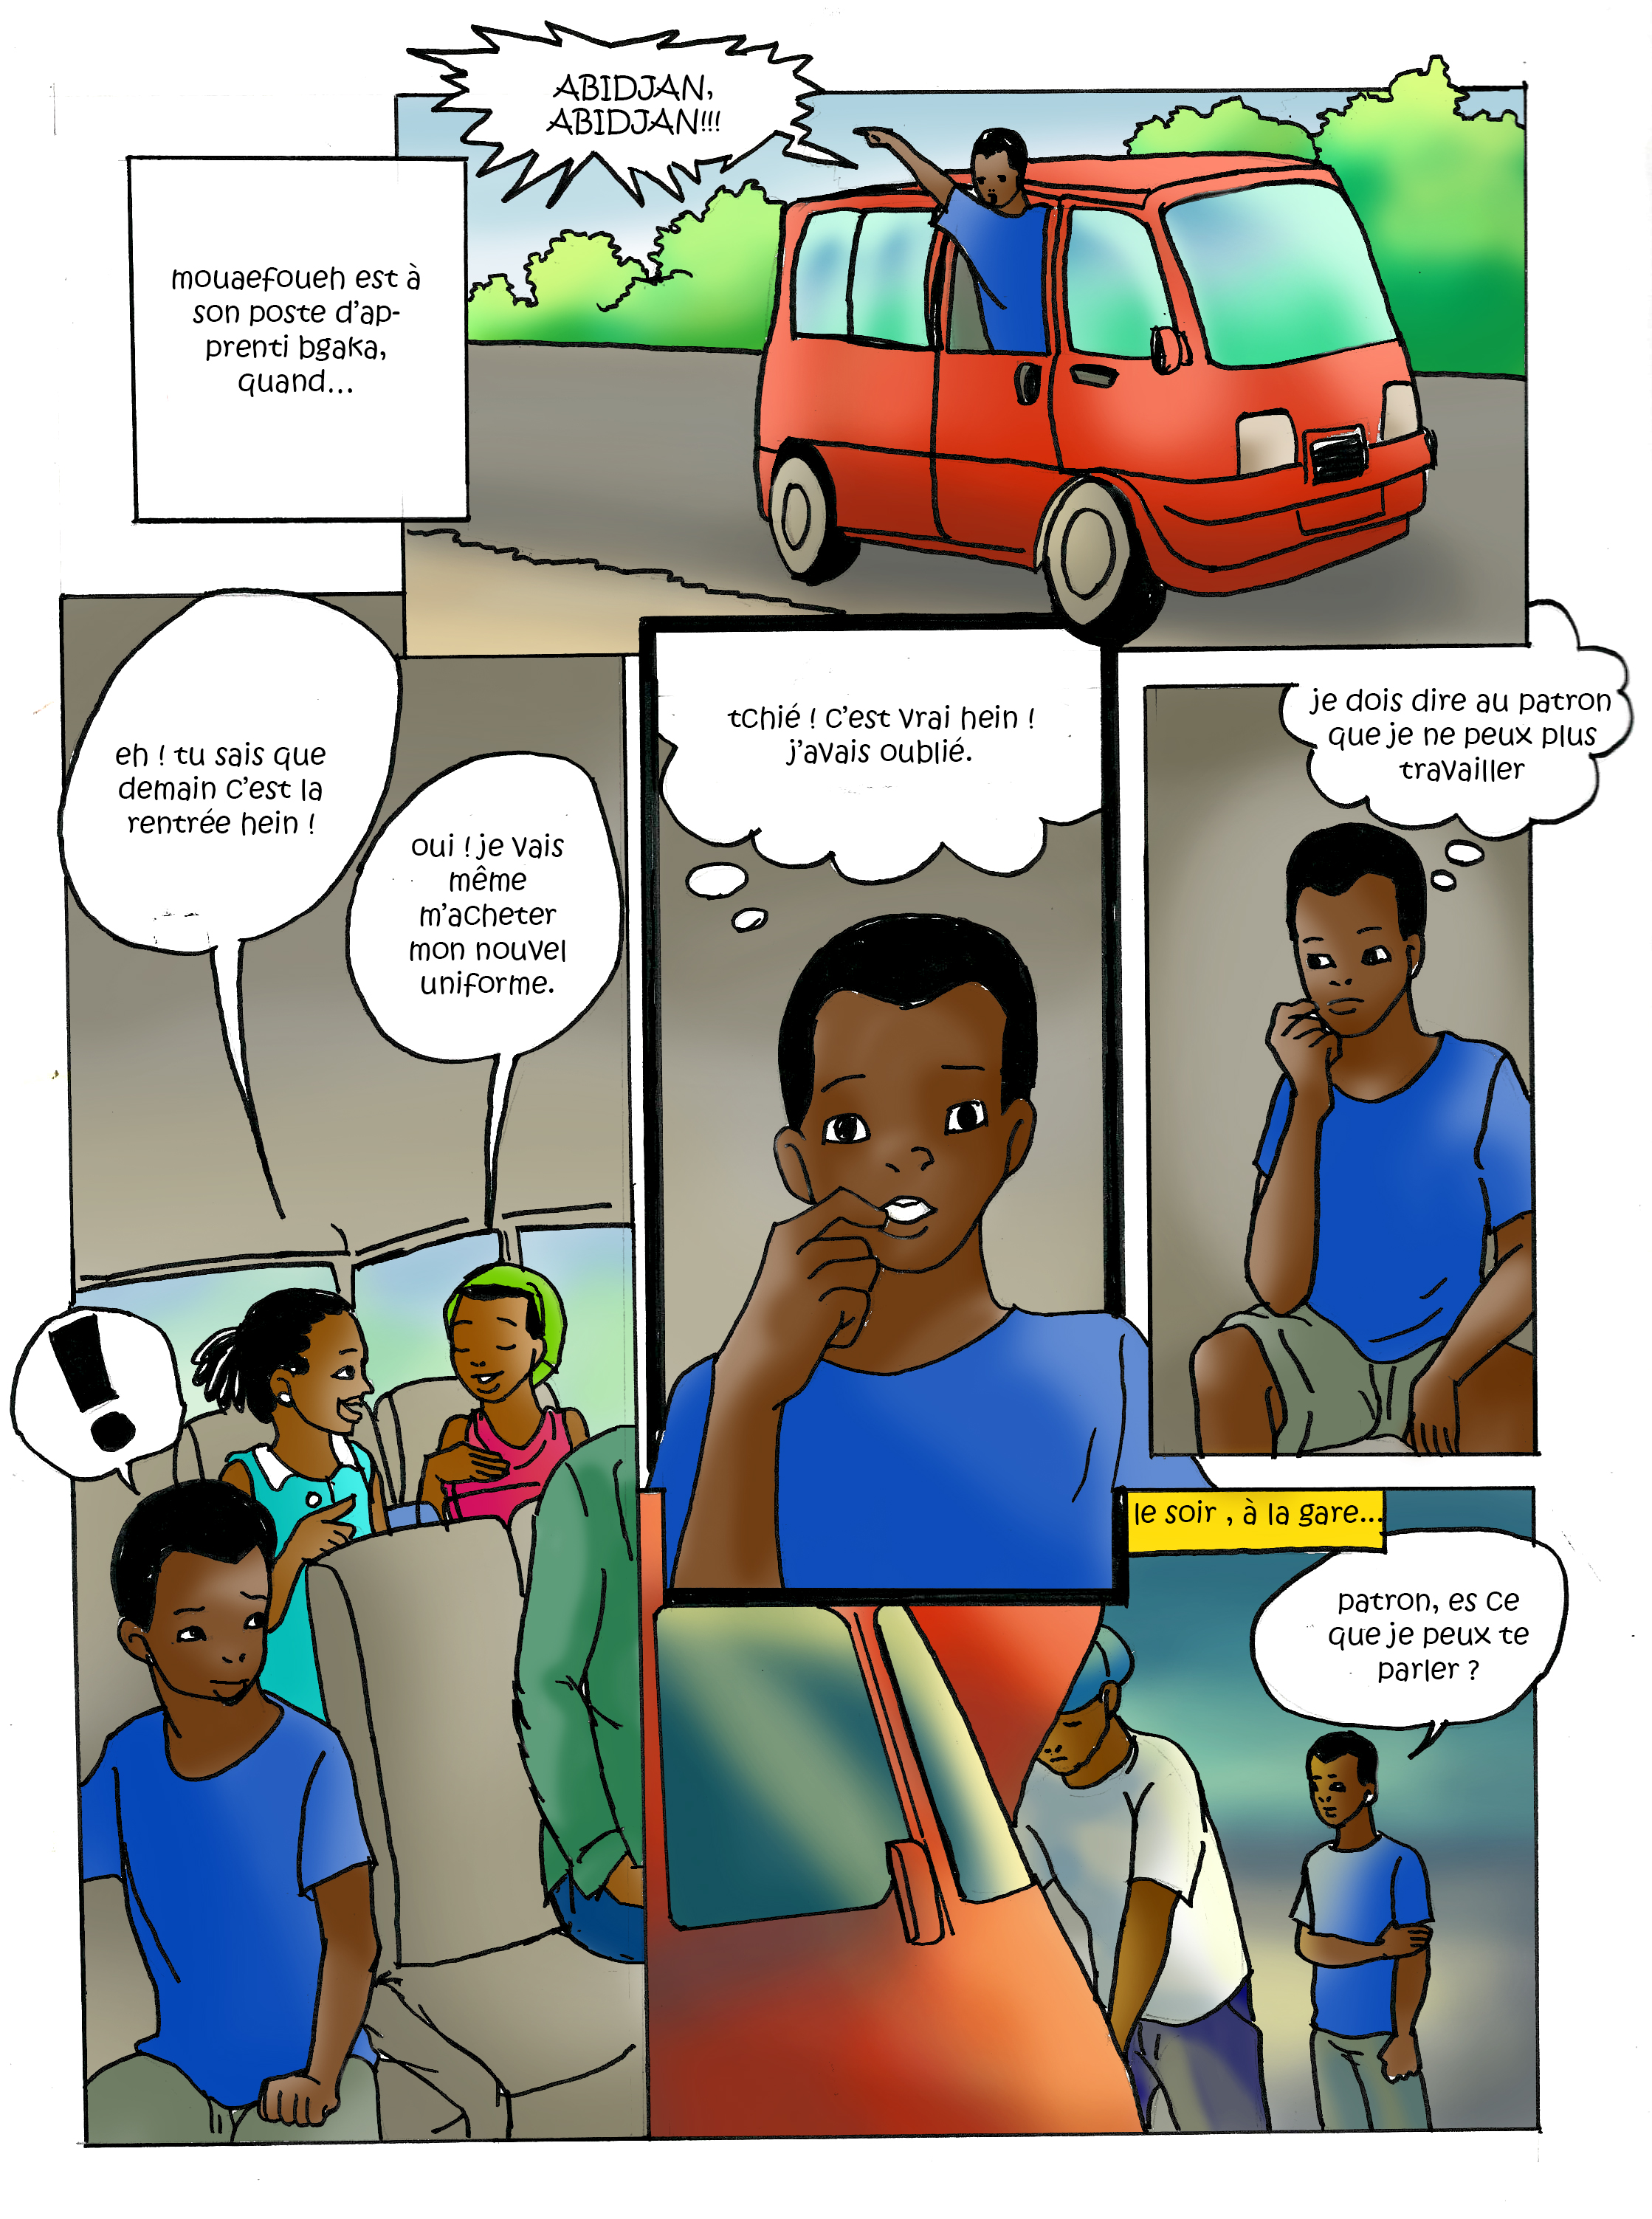 ABIDJAN,
ABIDJAN!!!
mouaefoueh est à
son poste d'ap-
prenti bgaka,
quand...
eh ! tu sais que
demain c'est la
rentrée hein !
oui ! je vais
même
m'acheter
mon nouvel
uniforme.
!
tchié ! c'est vrai hein !
j'avais oublié.
je dois dire au patron
que je ne peux plus
travailler
le soir , à la gare...
patron, es ce
que je peux te
parler ?